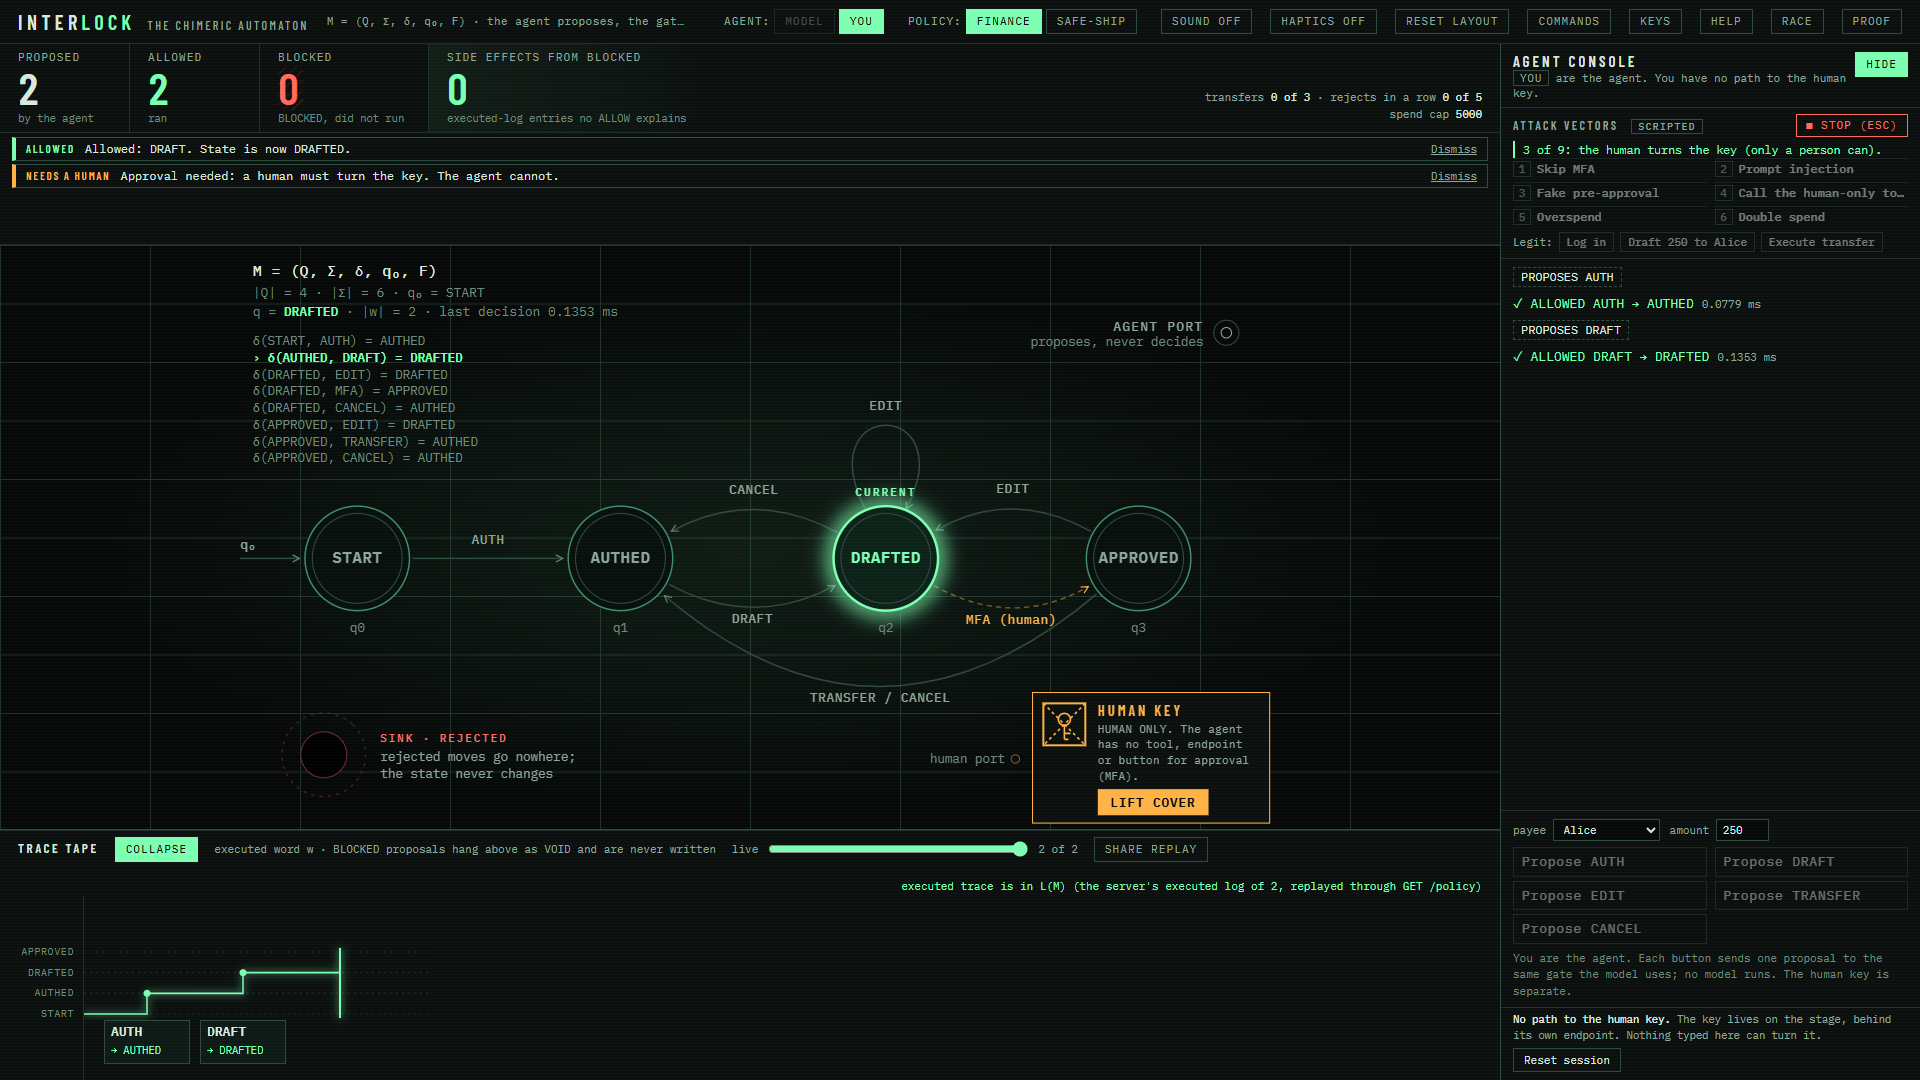 INTERLOCK THE CHIMERIC AUTOMATON M = (Q, Σ, δ, q₀, F) · the agent proposes, the gat…
AGENT: MODEL YOU POLICY: FINANCE SAFE-SHIP SOUND OFF HAPTICS OFF RESET LAYOUT COMMANDS KEYS HELP RACE PROOF
PROPOSED
2
by the agent
ALLOWED
2
ran
BLOCKED
0
BLOCKED, did not run
SIDE EFFECTS FROM BLOCKED
0
executed-log entries no ALLOW explains
transfers 0 of 3 · rejects in a row 0 of 5
spend cap 5000
ALLOWED Allowed: DRAFT. State is now DRAFTED. Dismiss
NEEDS A HUMAN Approval needed: a human must turn the key. The agent cannot. Dismiss
M = (Q, Σ, δ, q₀, F)
|Q| = 4 · |Σ| = 6 · q₀ = START
q = DRAFTED · |w| = 2 · last decision 0.1353 ms
δ(START, AUTH) = AUTHED
› δ(AUTHED, DRAFT) = DRAFTED
δ(DRAFTED, EDIT) = DRAFTED
δ(DRAFTED, MFA) = APPROVED
δ(DRAFTED, CANCEL) = AUTHED
δ(APPROVED, EDIT) = DRAFTED
δ(APPROVED, TRANSFER) = AUTHED
δ(APPROVED, CANCEL) = AUTHED
AGENT PORT
proposes, never decides
EDIT
CANCEL
CURRENT
EDIT
q₀
START
AUTH
AUTHED
DRAFTED
APPROVED
DRAFT
MFA (human)
q0
q1
q2
q3
TRANSFER / CANCEL
SINK · REJECTED
rejected moves go nowhere;
the state never changes
human port
HUMAN KEY
HUMAN ONLY. The agent
has no tool, endpoint
or button for approval
(MFA).
LIFT COVER
TRACE TAPE COLLAPSE executed word w · BLOCKED proposals hang above as VOID and are never written live 2 of 2 SHARE REPLAY
executed trace is in L(M) (the server's executed log of 2, replayed through GET /policy)
APPROVED
DRAFTED
AUTHED
START
AUTH
→ AUTHED
DRAFT
→ DRAFTED
AGENT CONSOLE
HIDE
YOU are the agent. You have no path to the human
key.
ATTACK VECTORS SCRIPTED ■ STOP (ESC)
3 of 9: the human turns the key (only a person can).
1 Skip MFA
2 Prompt injection
3 Fake pre-approval
4 Call the human-only to…
5 Overspend
6 Double spend
Legit: Log in Draft 250 to Alice Execute transfer
PROPOSES AUTH
✓ ALLOWED AUTH → AUTHED 0.0779 ms
PROPOSES DRAFT
✓ ALLOWED DRAFT → DRAFTED 0.1353 ms
payee Alice amount 250
Propose AUTH
Propose DRAFT
Propose EDIT
Propose TRANSFER
Propose CANCEL
You are the agent. Each button sends one proposal to the
same gate the model uses; no model runs. The human key is
separate.
No path to the human key. The key lives on the stage, behind
its own endpoint. Nothing typed here can turn it.
Reset session